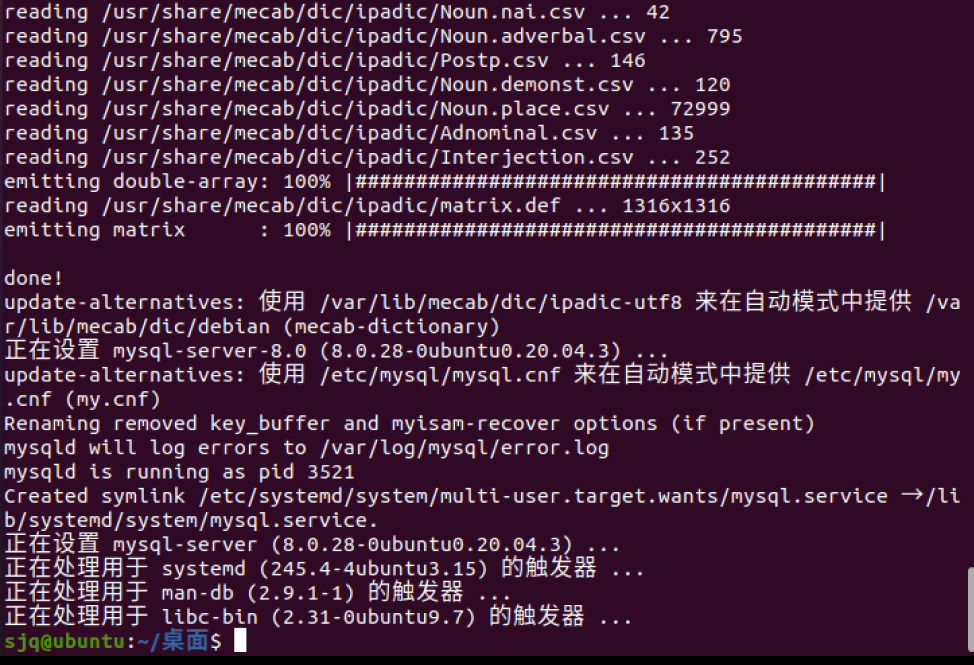 reading /usr/share/mecab/dic/ipadic/Noun.nai.csv ... 42
reading /usr/share/mecab/dic/ipadic/Noun.adverbal.csv ... 795
reading /usr/share/mecab/dic/ipadic/Postp.csv ... 146
reading /usr/share/mecab/dic/ipadic/Noun.demonst.csv ... 120
reading /usr/share/mecab/dic/ipadic/Noun.place.csv ... 72999
reading /usr/share/mecab/dic/ipadic/Adnominal.csv ... 135
reading /usr/share/mecab/dic/ipadic/Interjection.csv ... 252
emitting double-array: 100% |###########################################|
reading /usr/share/mecab/dic/ipadic/matrix.def ... 1316x1316
emitting matrix      : 100% |###########################################|
done!
update-alternatives: 使用 /var/lib/mecab/dic/ipadic-utf8 来在自动模式中提供 /va
r/lib/mecab/dic/debian (mecab-dictionary)
正在设置 mysql-server-8.0 (8.0.28-0ubuntu0.20.04.3) ...
update-alternatives: 使用 /etc/mysql/mysql.cnf 来在自动模式中提供 /etc/mysql/my
.cnf (my.cnf)
Renaming removed key_buffer and myisam-recover options (if present)
mysqld will log errors to /var/log/mysql/error.log
mysqld is running as pid 3521
Created symlink /etc/systemd/system/multi-user.target.wants/mysql.service →/li
b/systemd/system/mysql.service.
正在设置 mysql-server (8.0.28-0ubuntu0.20.04.3) ...
正在处理用于 systemd (245.4-4ubuntu3.15) 的触发器 ...
正在处理用于 man-db (2.9.1-1) 的触发器 ...
正在处理用于 libc-bin (2.31-0ubuntu9.7) 的触发器 ...
sjq@ubuntu:~/桌面$